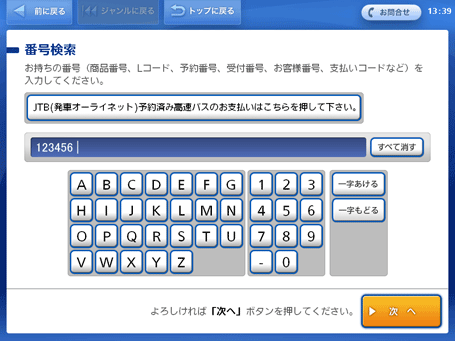 前に戻る ジャンルに戻る トップに戻る お問合せ 13:39
番号検索
お持ちの番号（商品番号、Lコード、予約番号、受付番号、お客様番号、支払いコードなど）を
入力してください。
JTB(発車オーライネット)予約済み高速バスのお支払いはこちらを押して下さい。
123456 すべて消す
A B C D E F G 1 2 3 一字あける
H I J K L M N 4 5 6 一字もどる
O P Q R S T U 7 8 9
V W X Y Z - 0
よろしければ「次へ」ボタンを押してください。 次 へ